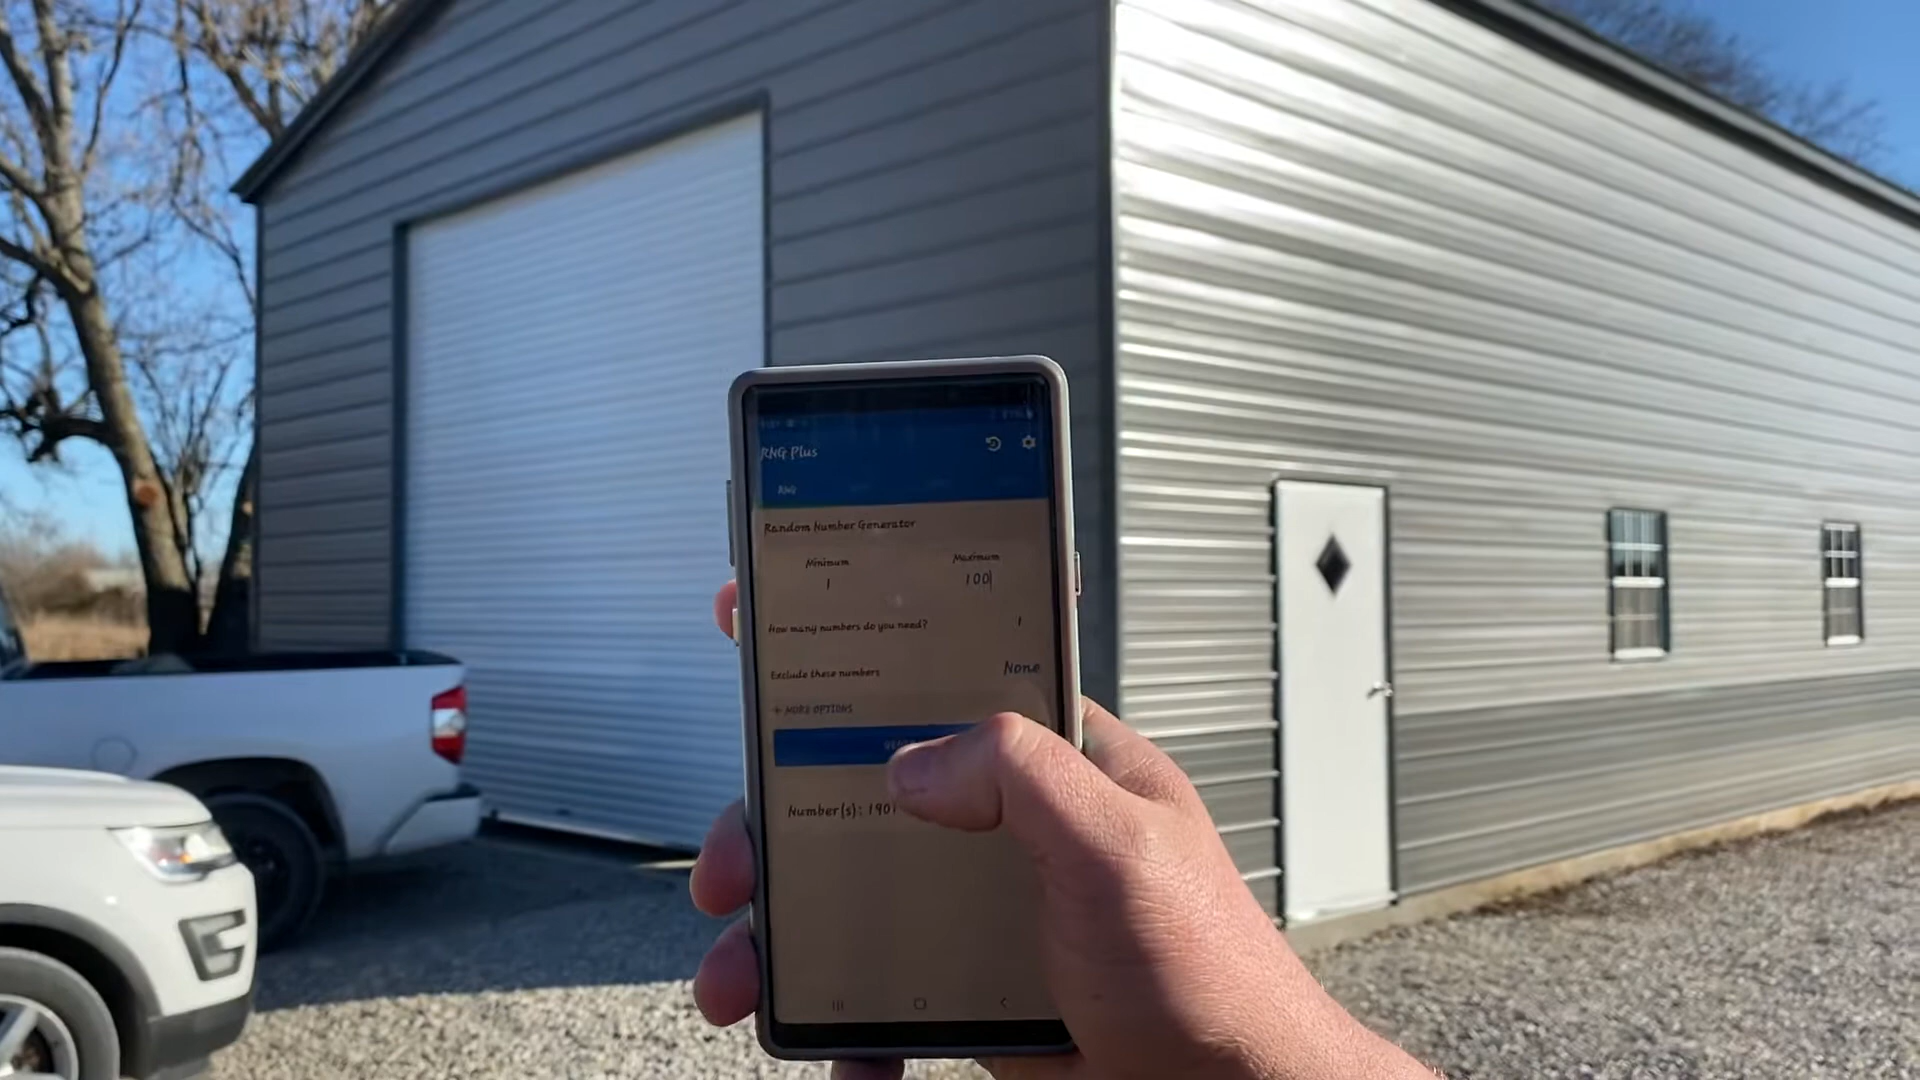 RNG Plus
RNG
Random Number Generator
Minimum
Maximum
1
100
How many numbers do you need?
1
Exclude these numbers
None
+ MORE OPTIONS
Number(s): 1901